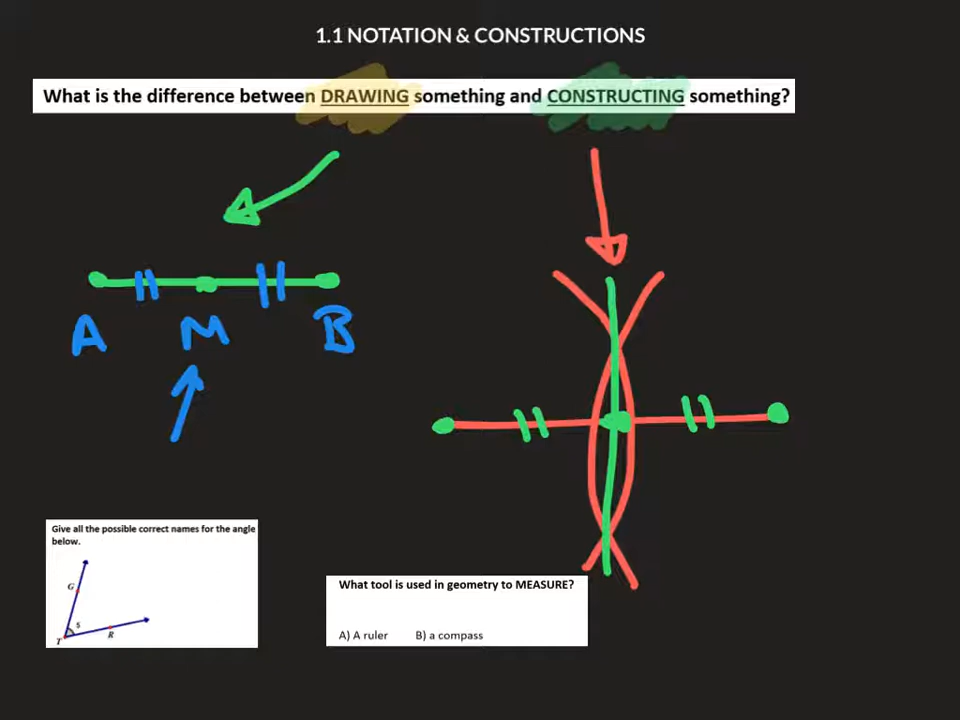 1.1 NOTATION & CONSTRUCTIONS
What is the difference between DRAWING something and CONSTRUCTING something?
A M B
Give all the possible correct names for the angle
below.
G
5
T R
What tool is used in geometry to MEASURE?
A) A ruler B) a compass